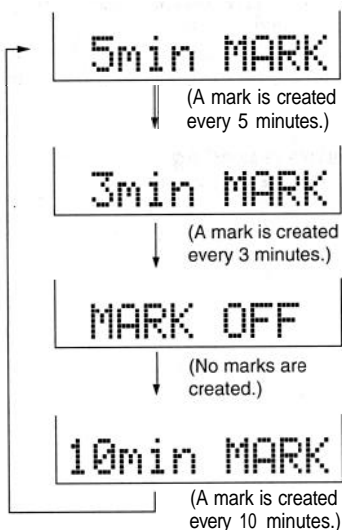 5min MARK
(A mark is created
every 5 minutes.)
3min MARK
(A mark is created
every 3 minutes.)
MARK OFF
(No marks are
created.)
10min MARK
(A mark is created
every 10 minutes.)